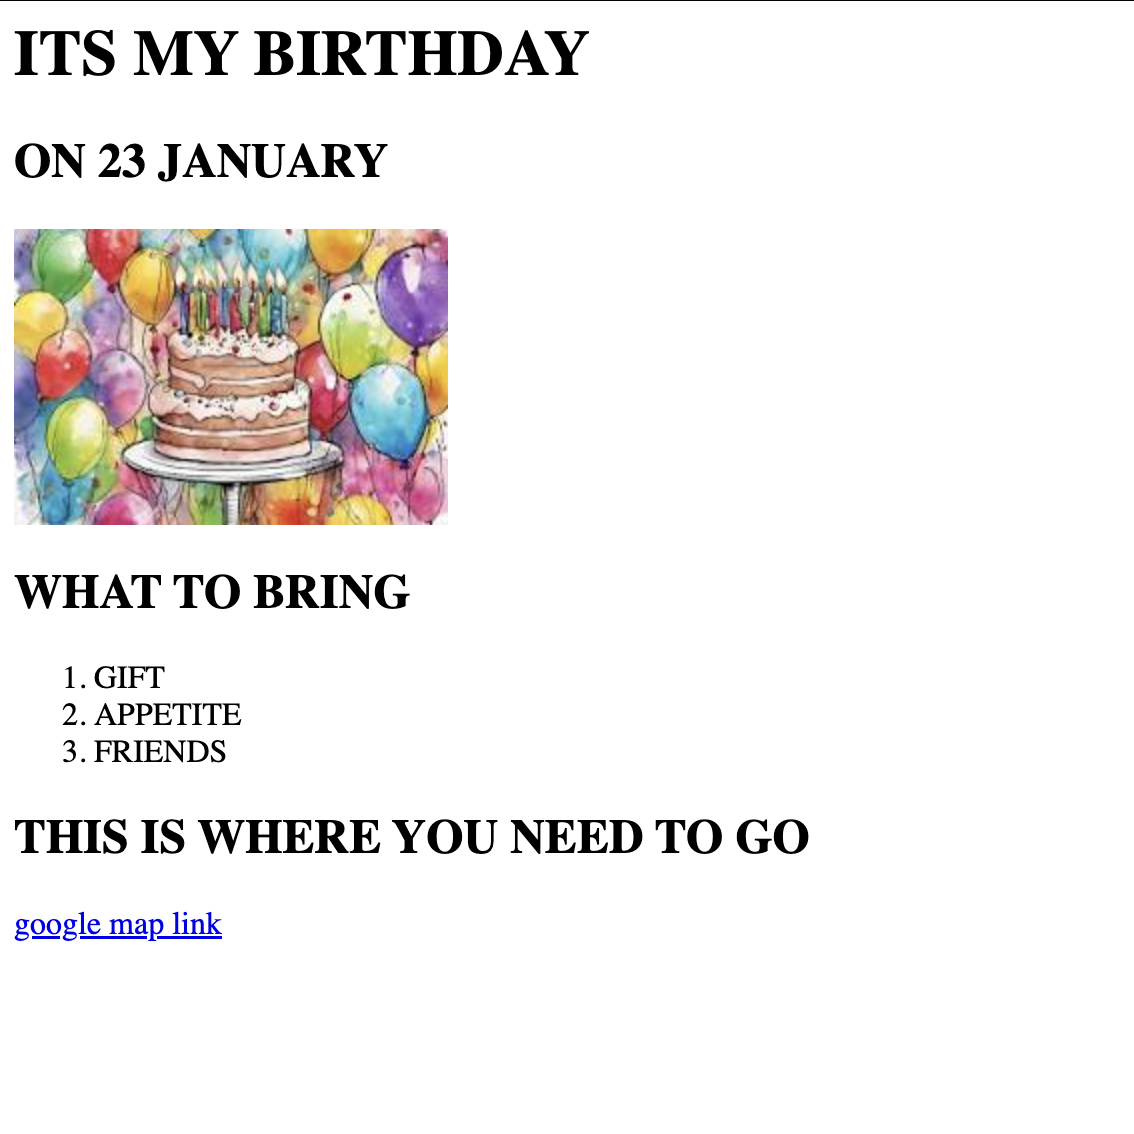 ITS MY BIRTHDAY
ON 23 JANUARY
WHAT TO BRING
1. GIFT
2. APPETITE
3. FRIENDS
THIS IS WHERE YOU NEED TO GO
google map link